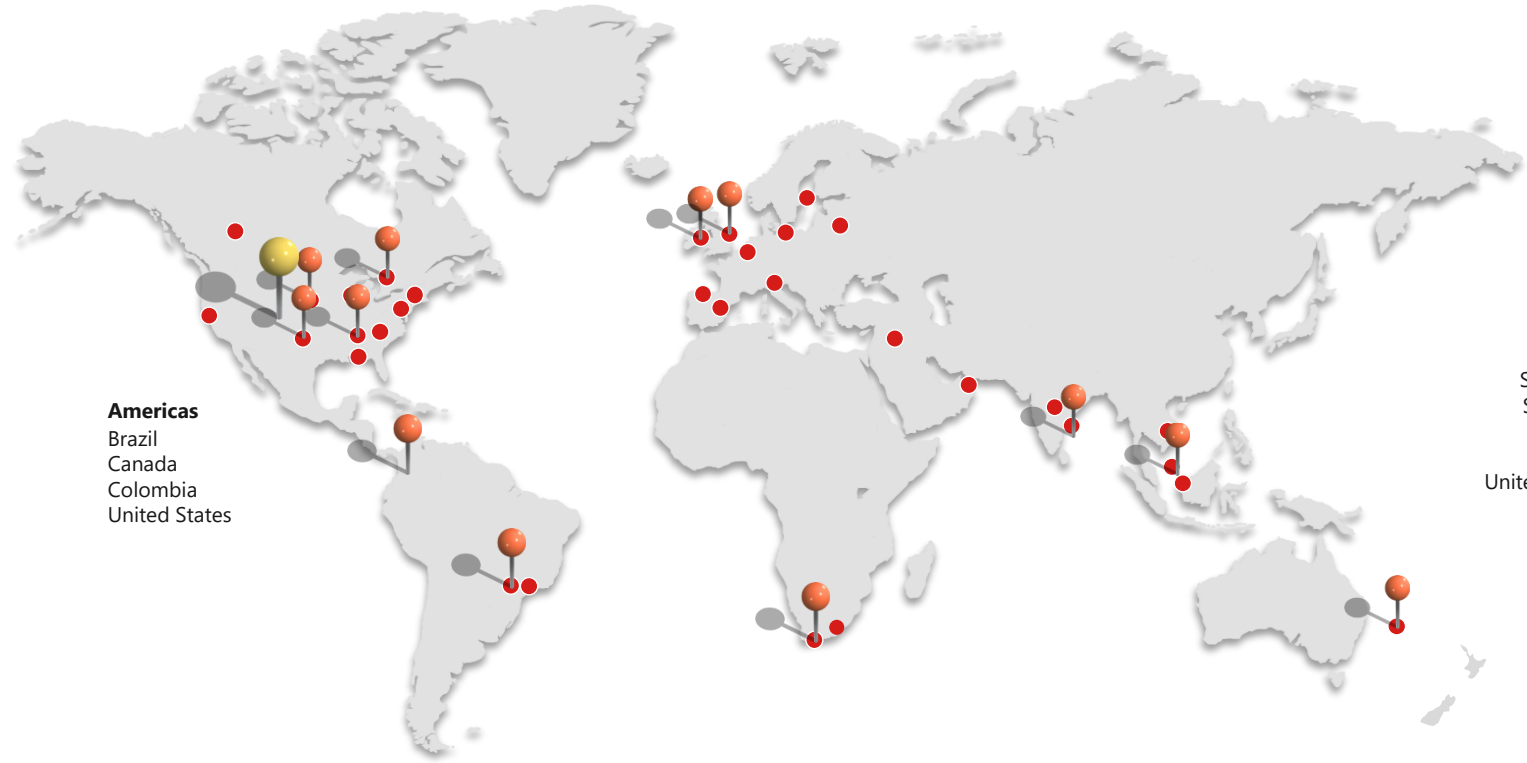 Americas
Brazil
Canada
Colombia
United States